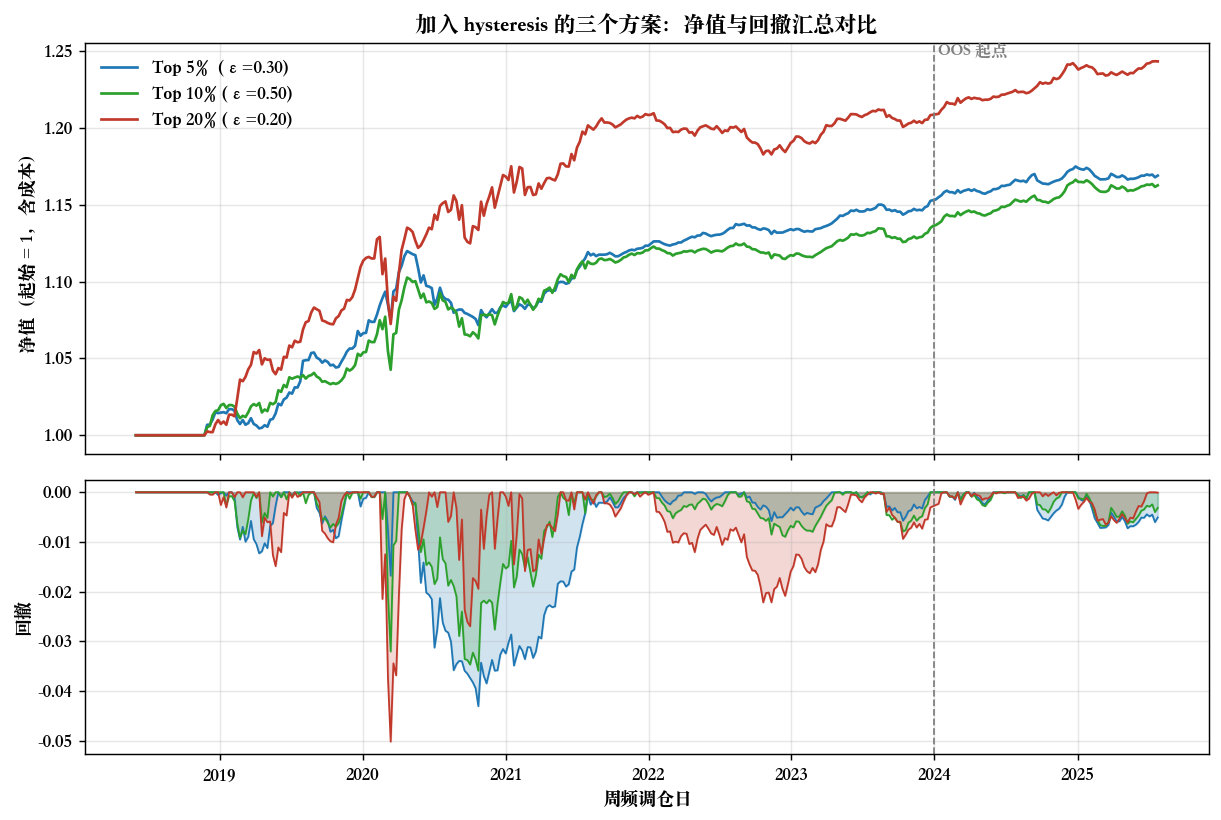 加入 hysteresis 的三个方案：净值与回撤汇总对比
1.25
1.20
1.15
1.10
1.05
1.00
净值（起始 = 1，含成本）
Top 5% ( ε =0.30)
Top 10% ( ε =0.50)
Top 20% ( ε =0.20)
OOS 起点
0.00
-0.01
-0.02
-0.03
-0.04
-0.05
回撤
2019 2020 2021 2022 2023 2024 2025
周频调仓日